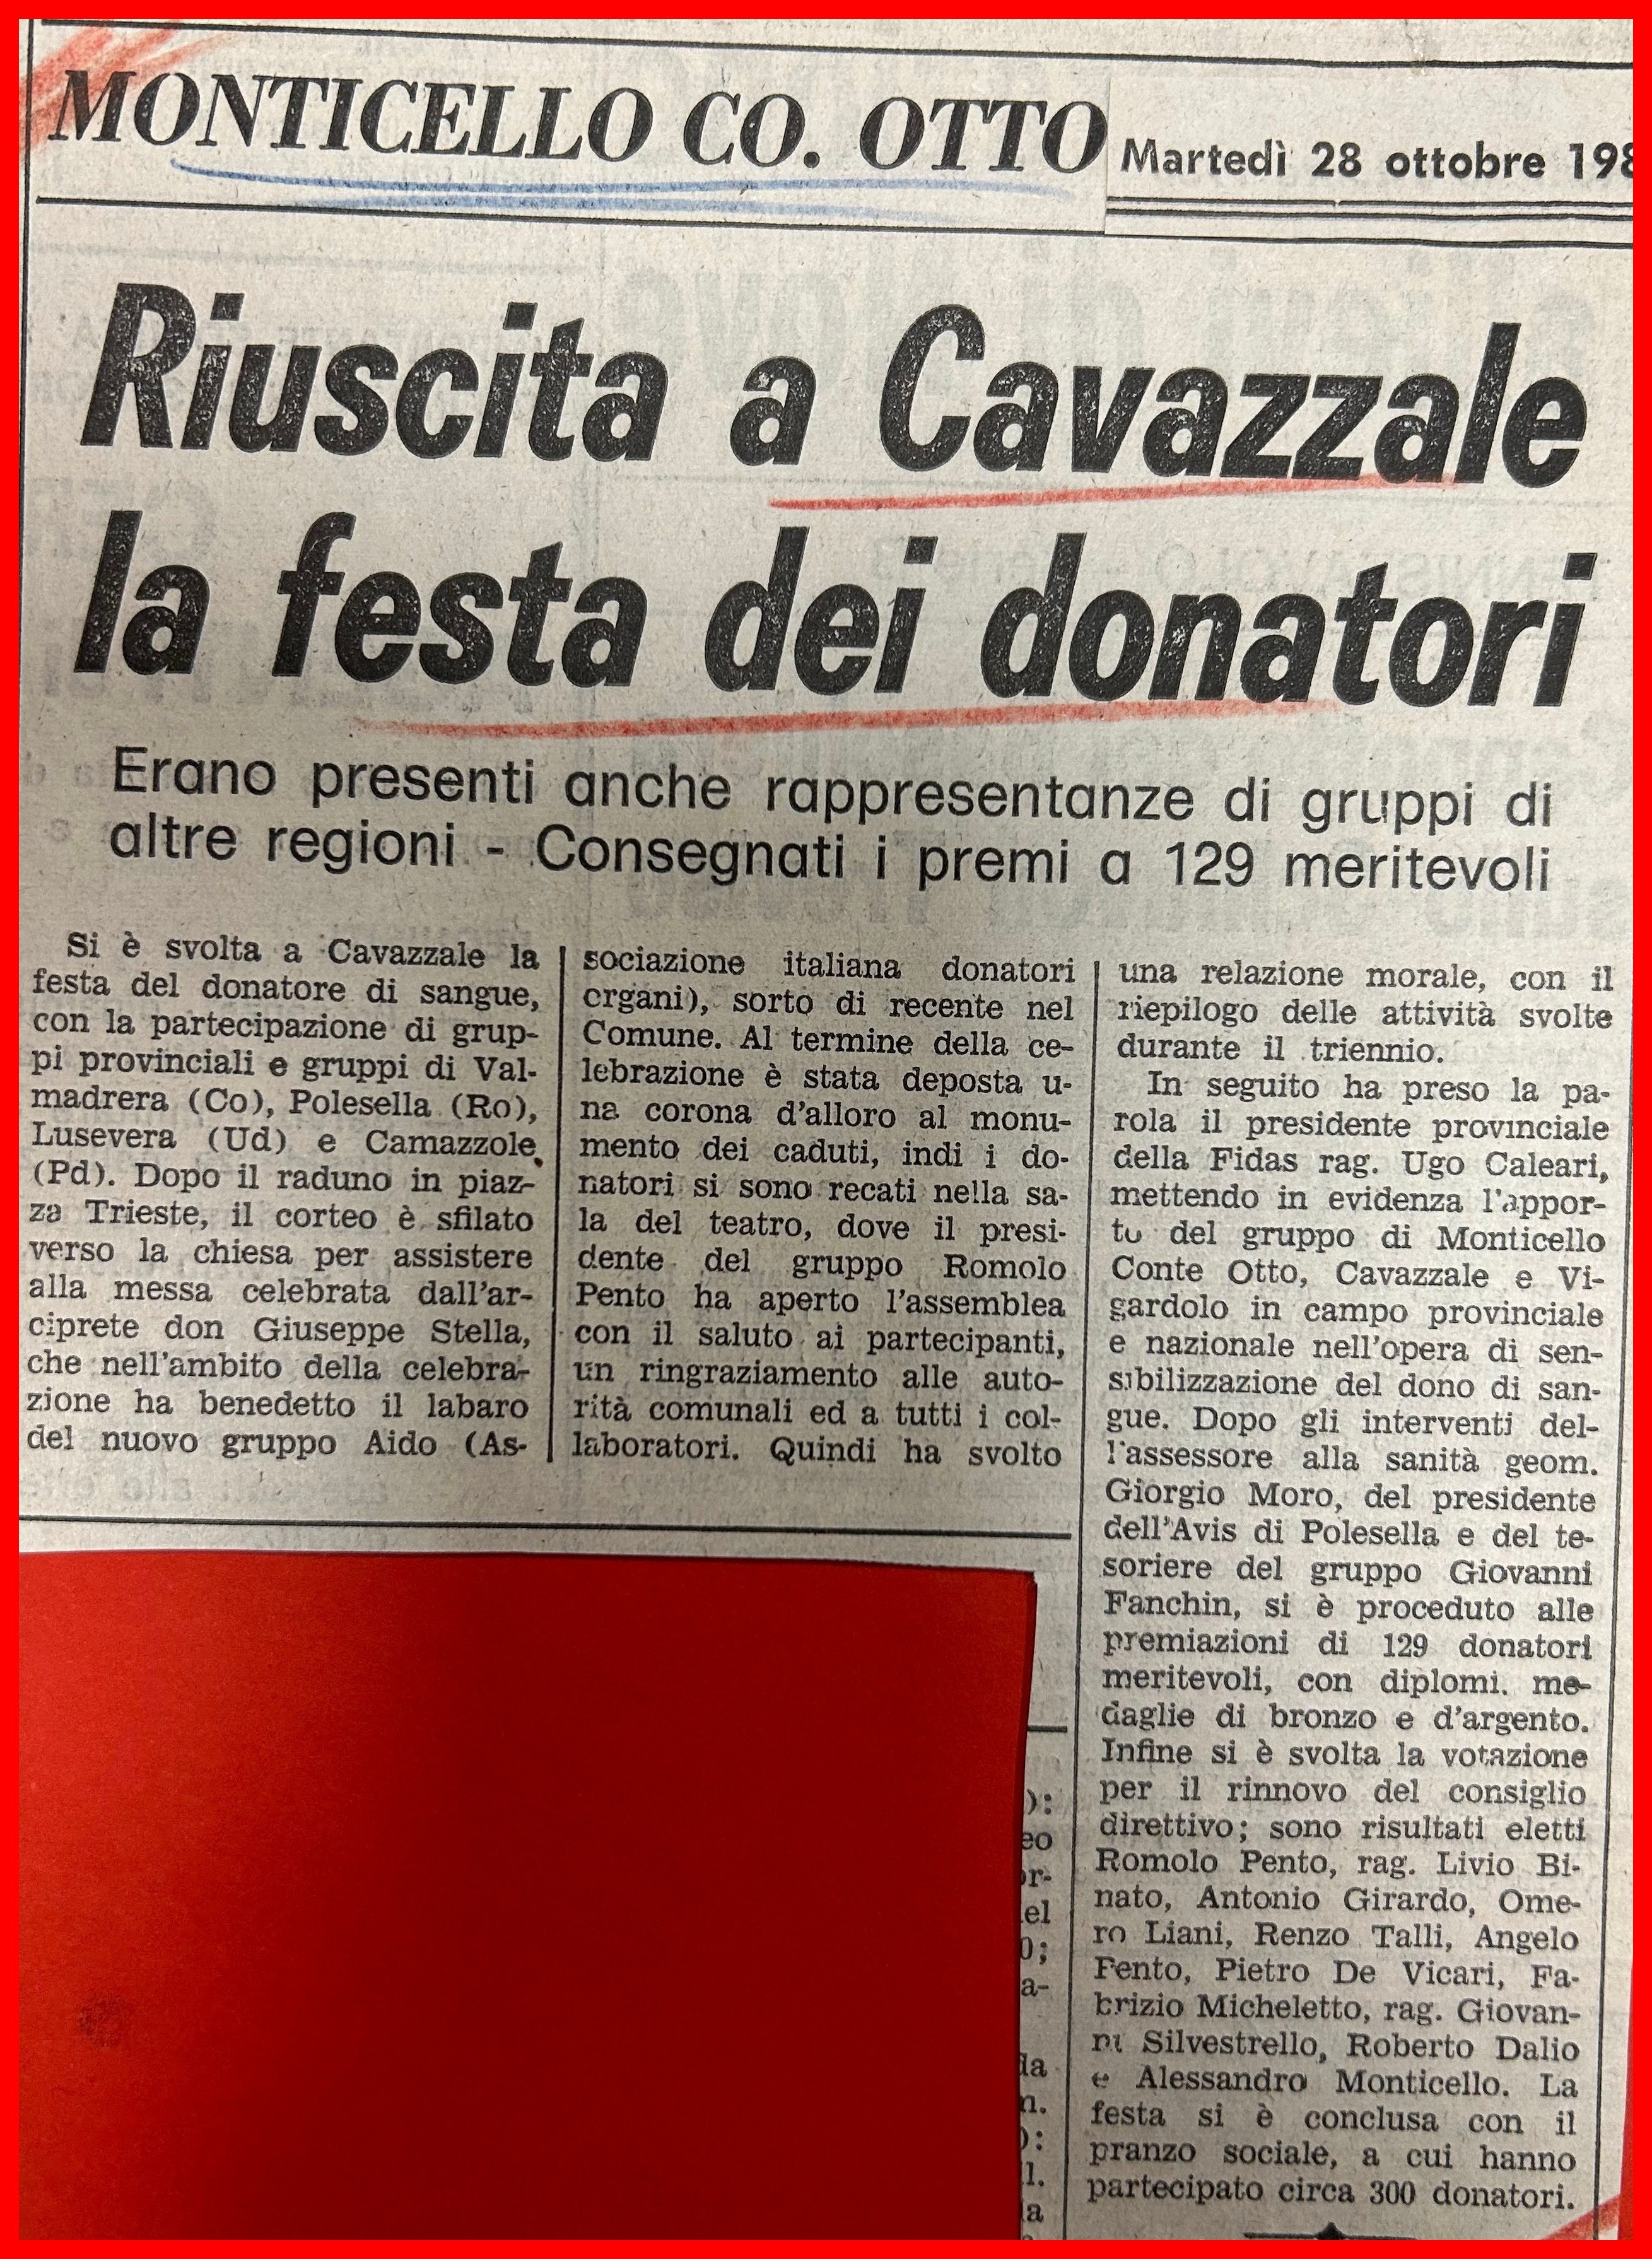 MONTICELLO CO. OTTO
Martedì 28 ottobre 198
Riuscita a Cavazzale
la festa dei donatori
Erano presenti anche rappresentanze di gruppi di
altre regioni - Consegnati i premi a 129 meritevoli
Si è svolta a Cavazzale la
festa del donatore di sangue,
con la partecipazione di grup-
pi provinciali e gruppi di Val-
madrera (Co), Polesella (Ro),
Lusevera (Ud) e Camazzole
(Pd). Dopo il raduno in piaz-
za Trieste, il corteo è sfilato
verso la chiesa per assistere
alla messa celebrata dall'ar-
ciprete don Giuseppe Stella,
che nell'ambito della celebra-
zione ha benedetto il labaro
del nuovo gruppo Aido (As-
sociazione italiana donatori
organi), sorto di recente nel
Comune. Al termine della ce-
lebrazione è stata deposta u-
na corona d'alloro al monu-
mento dei caduti, indi i do-
natori si sono recati nella sa-
la del teatro, dove il presi-
dente del gruppo Romolo
Pento ha aperto l'assemblea
con il saluto ai partecipanti,
un ringraziamento alle auto-
rità comunali ed a tutti i col-
laboratori. Quindi ha svolto
una relazione morale, con il
riepilogo delle attività svolte
durante il triennio.
In seguito ha preso la pa-
rola il presidente provinciale
della Fidas rag. Ugo Caleari,
mettendo in evidenza l'appor-
to del gruppo di Monticello
Conte Otto, Cavazzale e Vi-
gardolo in campo provinciale
e nazionale nell'opera di sen-
sibilizzazione del dono di san-
gue. Dopo gli interventi del-
l'assessore alla sanità geom.
Giorgio Moro, del presidente
dell'Avis di Polesella e del te-
soriere del gruppo Giovanni
Fanchin, si è proceduto alle
premiazioni di 129 donatori
meritevoli, con diplomi. me-
daglie di bronzo e d'argento.
Infine si è svolta la votazione
per il rinnovo del consiglio
direttivo; sono risultati eletti
Romolo Pento, rag. Livio Bi-
nato, Antonio Girardo, Ome-
ro Liani, Renzo Talli, Angelo
Pento, Pietro De Vicari, Fa-
brizio Micheletto, rag. Giovan-
ni Silvestrello, Roberto Dalio
e Alessandro Monticello. La
festa si è conclusa con il
pranzo sociale, a cui hanno
partecipato circa 300 donatori.